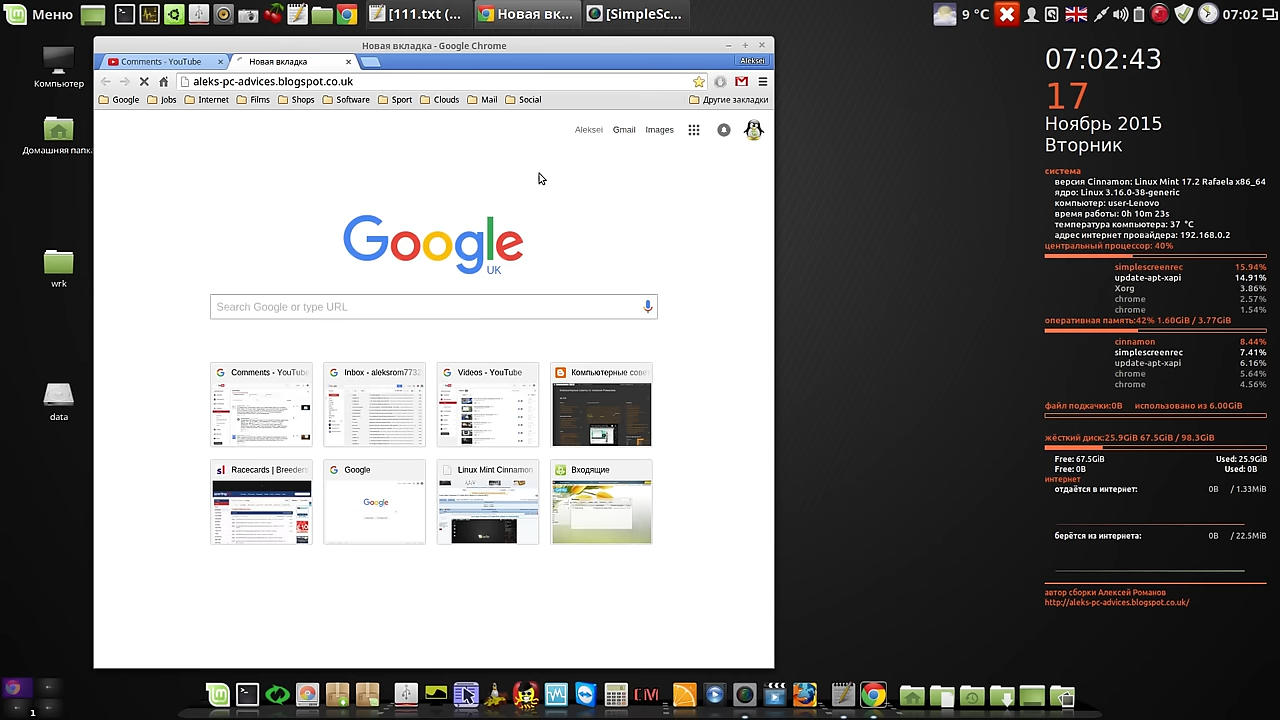 Меню
[111.txt (...
Новая вк...
[SimpleSc...
9 °C
07:02
Новая вкладка - Google Chrome
Comments - YouTube
Новая вкладка
Aleksei
aleks-pc-advices.blogspot.co.uk
Google
Jobs
Internet
Films
Shops
Software
Sport
Clouds
Mail
Social
Другие закладки
Aleksei
Gmail
Images
Google
UK
Search Google or type URL
Comments - YouTube
Inbox - aleksrom7732
Videos - YouTube
Компьютерные сове
Racecards | Breeders
Google
Linux Mint Cinnamon
Входящие
Компьютер
Домашняя папк
wrk
data
07:02:43
17
Ноябрь 2015
Вторник
система
версия Cinnamon: Linux Mint 17.2 Rafaela x86_64
ядро: Linux 3.16.0-38-generic
компьютер: user-Lenovo
время работы: 0h 10m 23s
температура компьютера: 37 °C
адрес интернет провайдера: 192.168.0.2
центральный процессор: 40%
simplescreenrec 15.94%
update-apt-xapi 14.91%
Xorg 3.86%
chrome 2.57%
chrome 1.54%
оперативная память:42% 1.60GiB / 3.77GiB
cinnamon 8.44%
simplescreenrec 7.41%
update-apt-xapi 6.16%
chrome 5.64%
chrome 4.56%
файл подкачки:0B использовано из 6.00GiB
жёсткий диск:25.9GiB 67.5GiB / 98.3GiB
Free: 67.5GiB Used: 25.9GiB
Free: 0B Used: 0B
интернет
отдаётся в интернет: 0B / 1.33MiB
берётся из интернета: 0B / 22.5MiB
автор сборки Алексей Романов
http://aleks-pc-advices.blogspot.co.uk/
CM
1